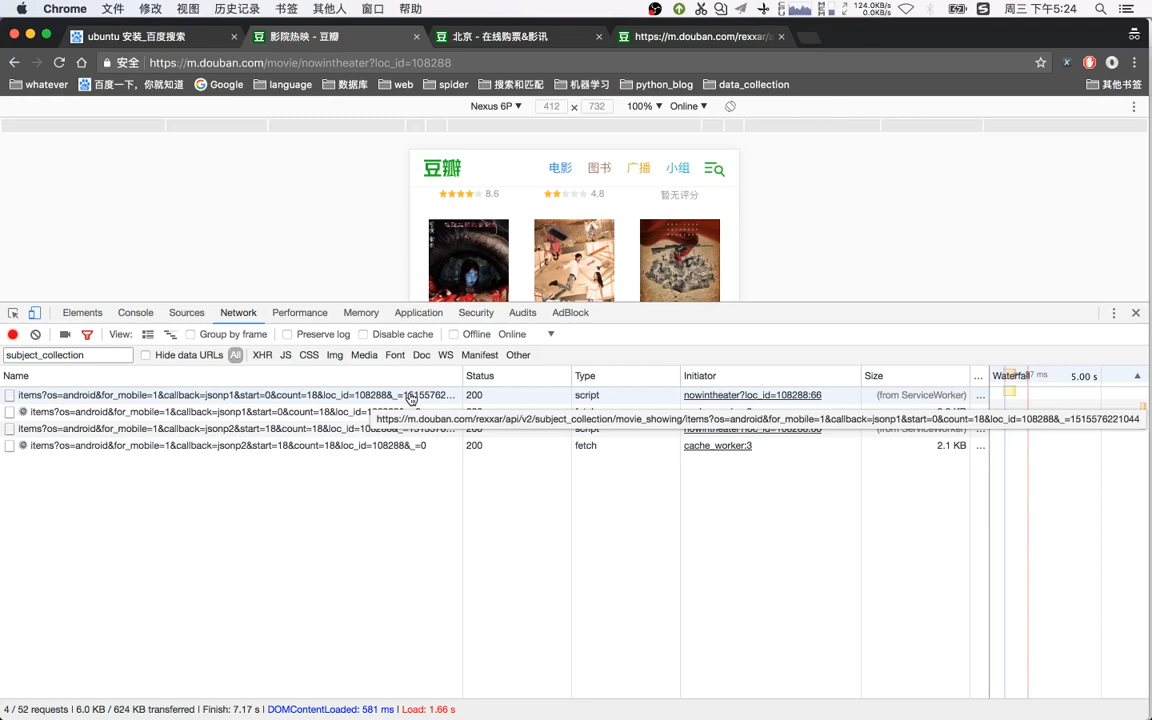 Chrome 文件 修改 视图 历史记录 书签 其他人 窗口 帮助 124.0KB/s 0.0KB/s 周三 下午5:24
ubuntu 安装_百度搜索 影院热映 - 豆瓣 北京 - 在线购票&影讯 https://m.douban.com/rexxar/a
安全 https://m.douban.com/movie/nowintheater?loc_id=108288
whatever 百度一下，你就知道 Google language 数据库 web spider 搜索和匹配 机器学习 python_blog data_collection 其他书签
Nexus 6P 412 × 732 100% Online
豆瓣 电影 图书 广播 小组
8.6 4.8 暂无评分
Elements Console Sources Network Performance Memory Application Security Audits AdBlock
View: Group by frame Preserve log Disable cache Offline Online
subject_collection Hide data URLs All XHR JS CSS Img Media Font Doc WS Manifest Other
Name Status Type Initiator Size ... Waterfall 5.00 s
items?os=android&for_mobile=1&callback=jsonp1&start=0&count=18&loc_id=108288&_=15155762... 200 script nowintheater?loc_id=108288:66 (from ServiceWorker) ...
items?os=android&for_mobile=1&callback=jsonp1&start=0&count=18&loc_id=1
https://m.douban.com/rexxar/api/v2/subject_collection/movie_showing/items?os=android&for_mobile=1&callback=jsonp1&start=0&count=18&loc_id=108288&_=1515576221044
items?os=android&for_mobile=1&callback=jsonp2&start=18&count=18&loc_id=
items?os=android&for_mobile=1&callback=jsonp2&start=18&count=18&loc_id=108288&_=0 200 fetch cache_worker:3 2.1 KB ...
4 / 52 requests | 6.0 KB / 624 KB transferred | Finish: 7.17 s | DOMContentLoaded: 581 ms | Load: 1.66 s